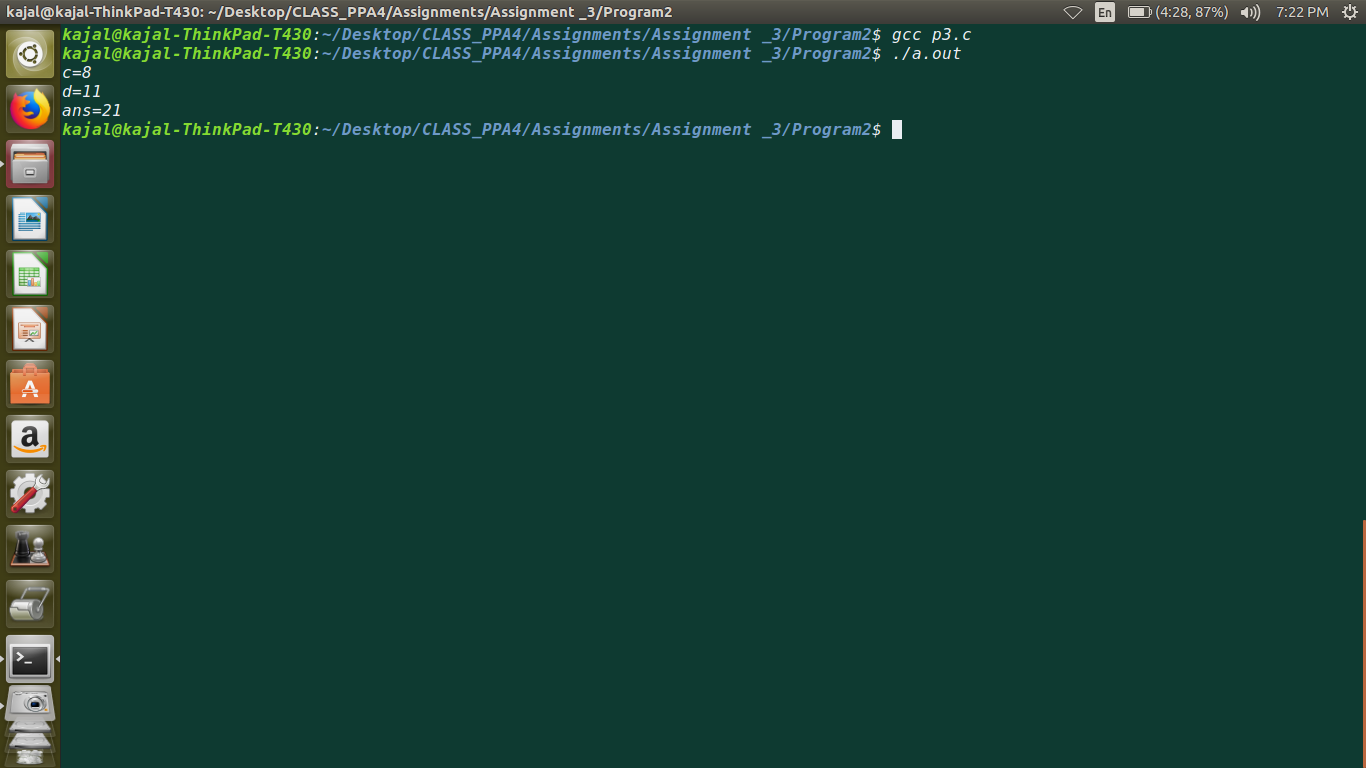 kajal@kajal-ThinkPad-T430: ~/Desktop/CLASS_PPA4/Assignments/Assignment _3/Program2
En
(4:28, 87%)
7:22 PM
kajal@kajal-ThinkPad-T430:~/Desktop/CLASS_PPA4/Assignments/Assignment _3/Program2$ gcc p3.c
kajal@kajal-ThinkPad-T430:~/Desktop/CLASS_PPA4/Assignments/Assignment _3/Program2$ ./a.out
c=8
d=11
ans=21
kajal@kajal-ThinkPad-T430:~/Desktop/CLASS_PPA4/Assignments/Assignment _3/Program2$